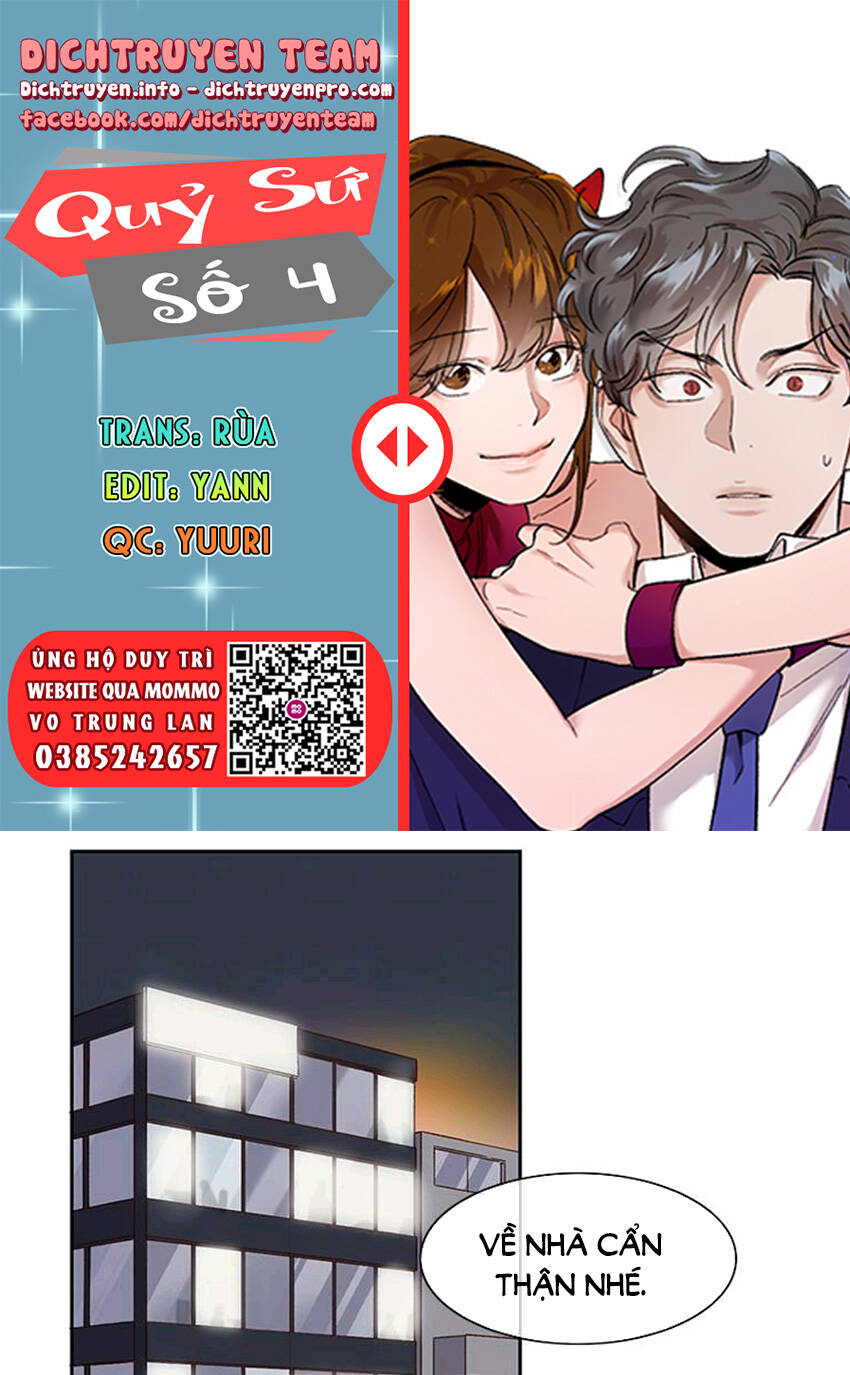 DICHTRUYEN TEAM
Dichtruyen.info - dichtruyenpro.com
facebook.com/dichtruyenteam
Quỷ Sứ
Số 4
TRANS: RÙA
EDIT: YANN
QC: YUURI
ỦNG HỘ DUY TRÌ
WEBSITE QUA MOMMO
VO TRUNG LAN
0385242657
VỀ NHÀ CẨN
THẬN NHÉ.